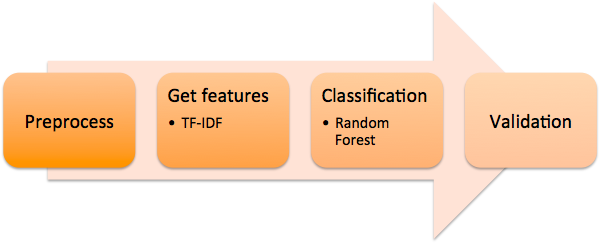 Preprocess
Get features
• TF-IDF
Classification
• Random
Forest
Validation